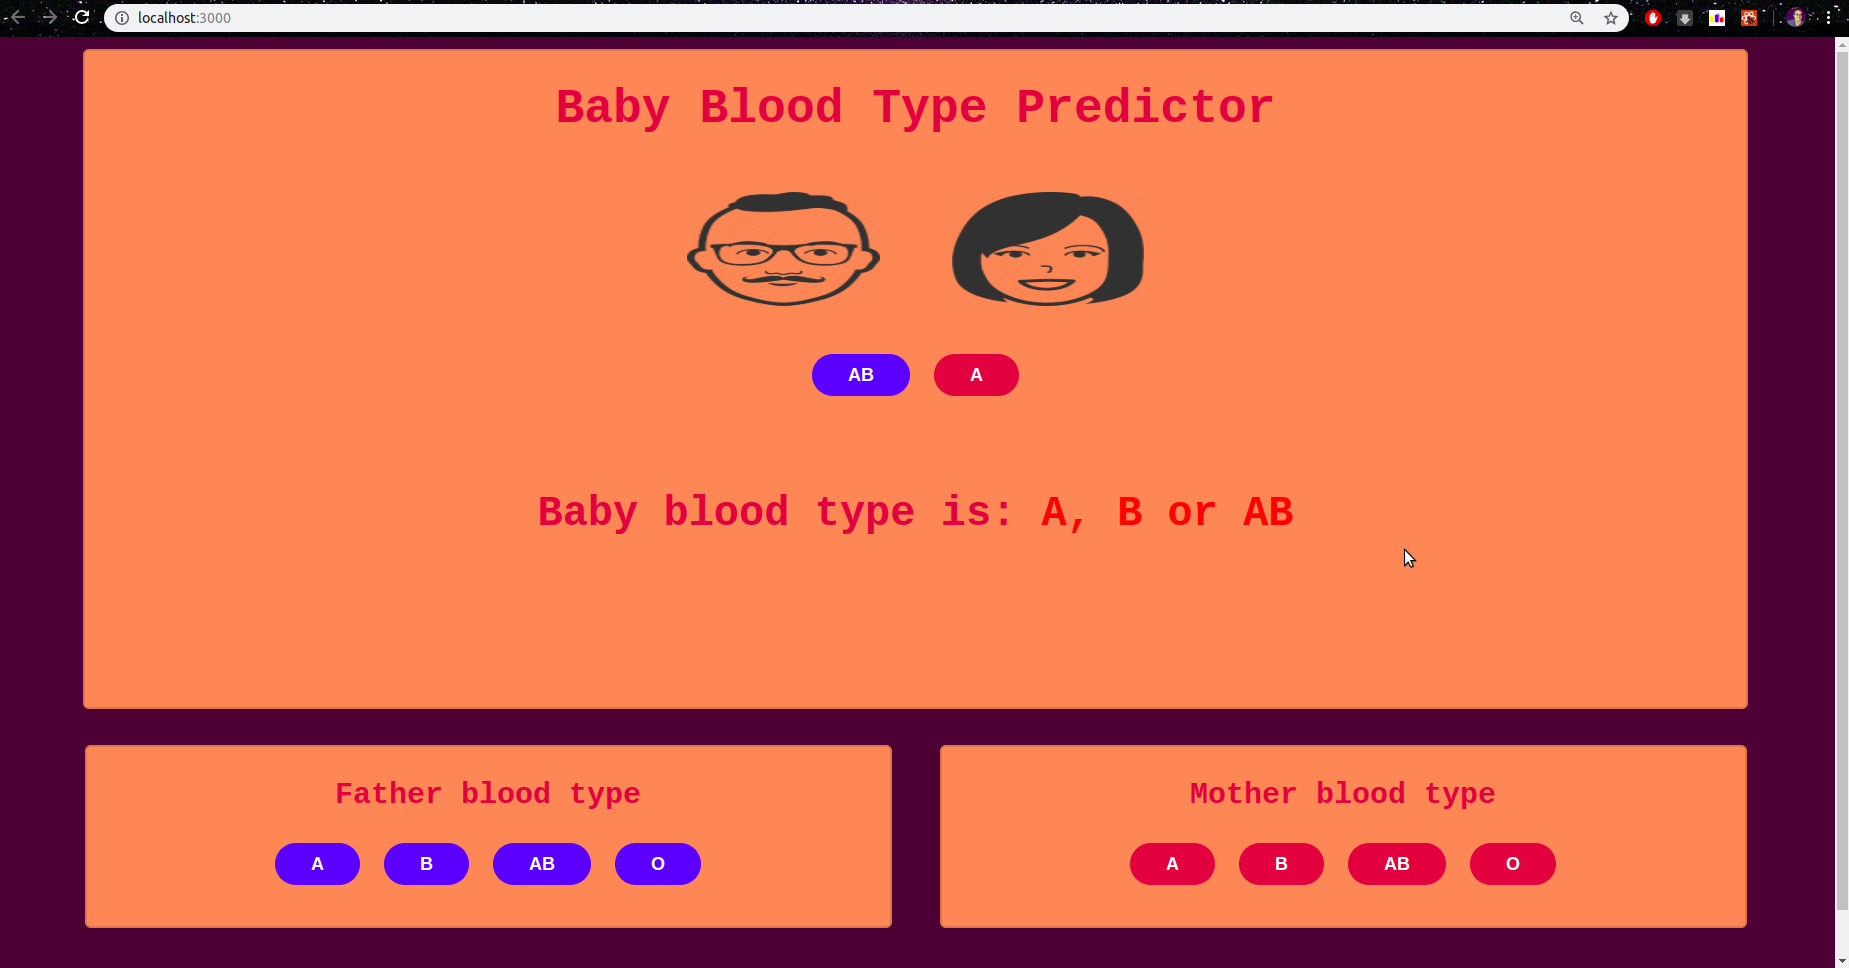 localhost:3000
Baby Blood Type Predictor
AB A
Baby blood type is: A, B or AB
Father blood type
A B AB O
Mother blood type
A B AB O